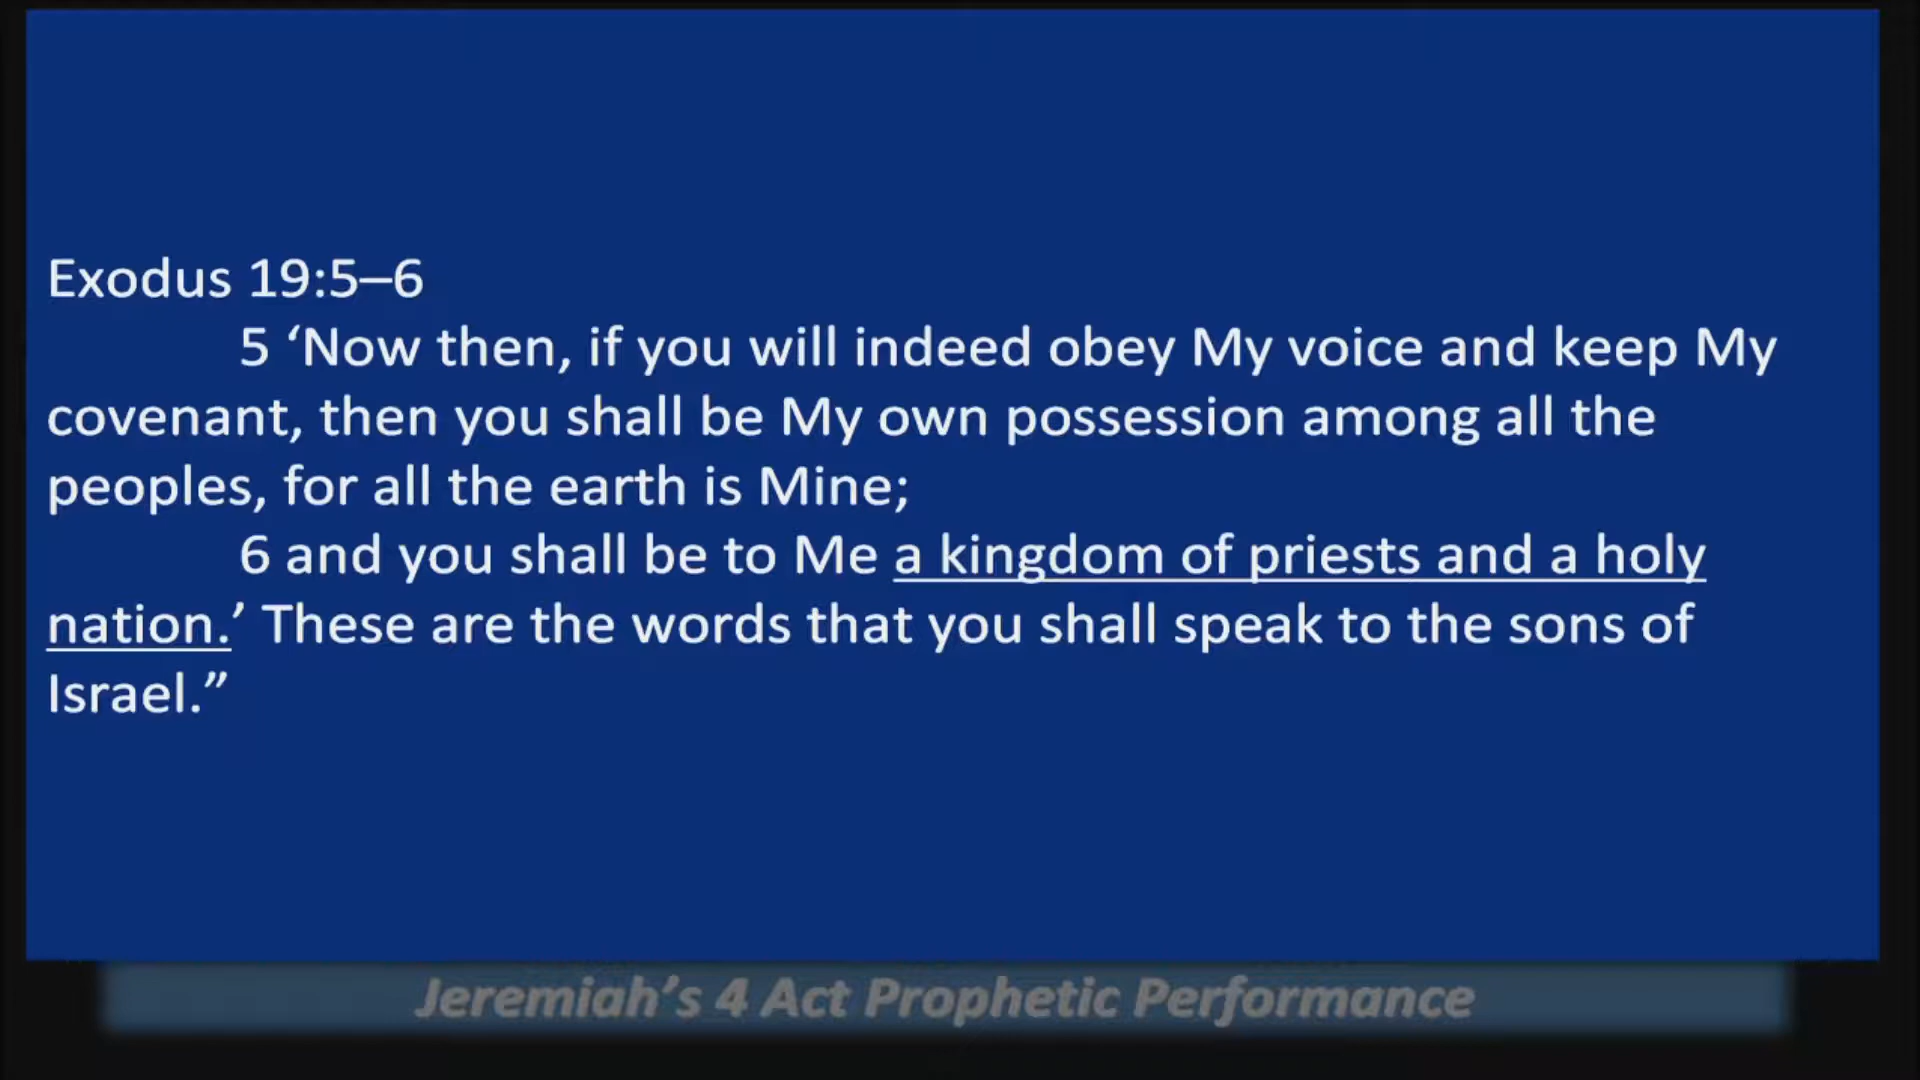 Exodus 19:5–6
5 ‘Now then, if you will indeed obey My voice and keep My
covenant, then you shall be My own possession among all the
peoples, for all the earth is Mine;
6 and you shall be to Me a kingdom of priests and a holy
nation.’ These are the words that you shall speak to the sons of
Israel.”
Jeremiah’s 4 Act Prophetic Performance